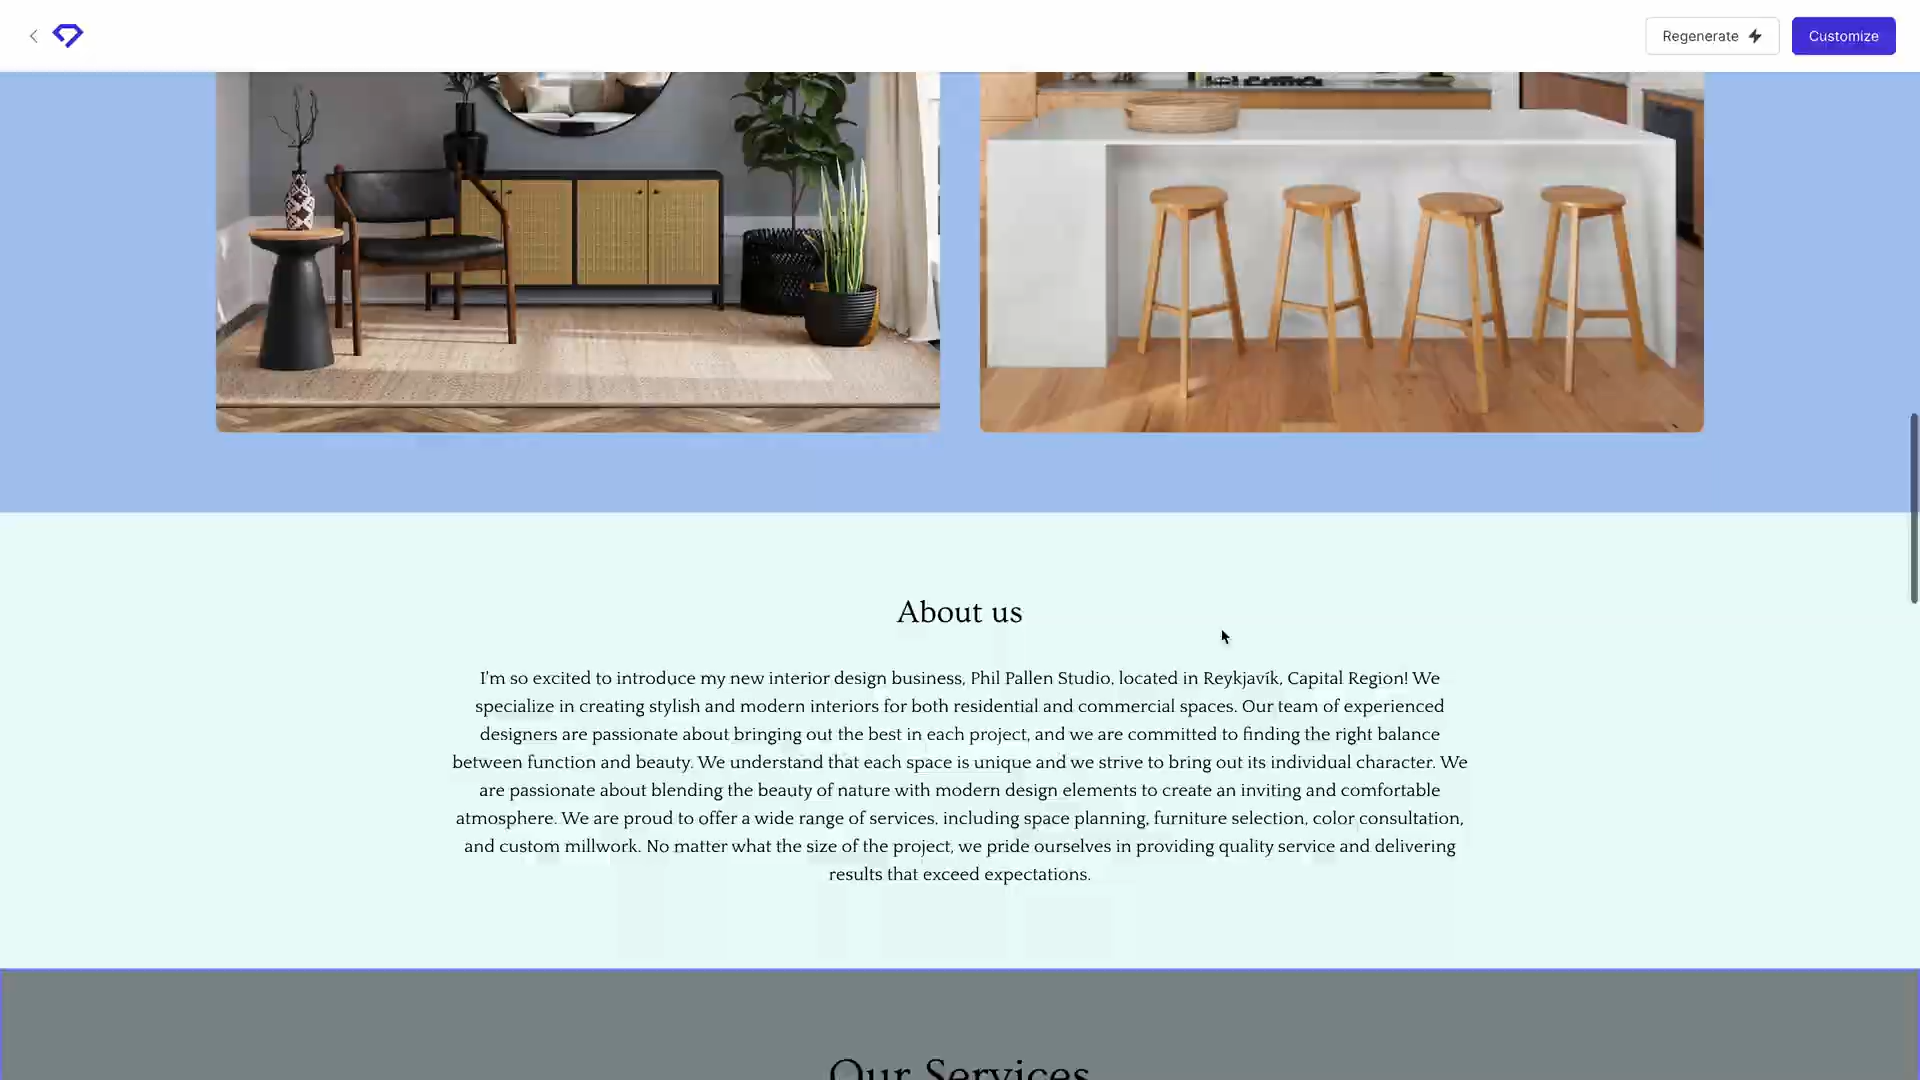 Regenerate
Customize
About us
I'm so excited to introduce my new interior design business, Phil Pallen Studio, located in Reykjavík, Capital Region! We
specialize in creating stylish and modern interiors for both residential and commercial spaces. Our team of experienced
designers are passionate about bringing out the best in each project, and we are committed to finding the right balance
between function and beauty. We understand that each space is unique and we strive to bring out its individual character. We
are passionate about blending the beauty of nature with modern design elements to create an inviting and comfortable
atmosphere. We are proud to offer a wide range of services, including space planning, furniture selection, color consultation,
and custom millwork. No matter what the size of the project, we pride ourselves in providing quality service and delivering
results that exceed expectations.
Our Services